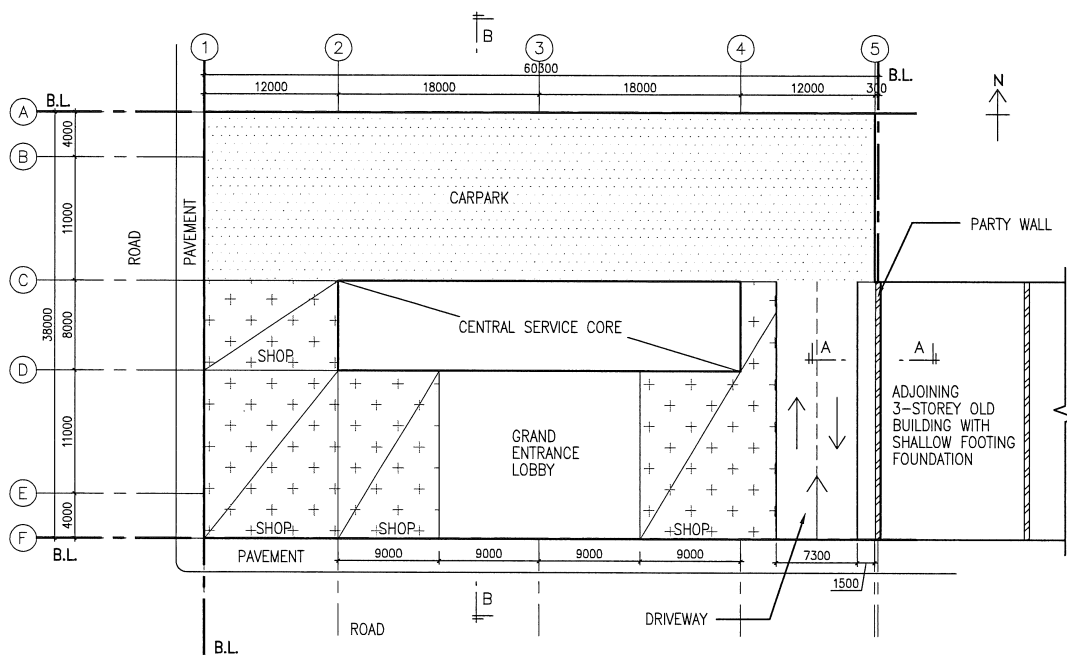 B
1
2
3
4
5
60300
B.L.
12000
18000
18000
12000
300
N
B.L.
A
B
C
D
E
F
4000
11000
8000
11000
4000
38000
B.L.
ROAD
PAVEMENT
CARPARK
PARTY WALL
CENTRAL SERVICE CORE
SHOP
A
A
ADJOINING
3-STOREY OLD
BUILDING WITH
SHALLOW FOOTING
FOUNDATION
GRAND
ENTRANCE
LOBBY
SHOP
SHOP
SHOP
PAVEMENT
9000
9000
9000
9000
7300
1500
B
DRIVEWAY
ROAD
B.L.